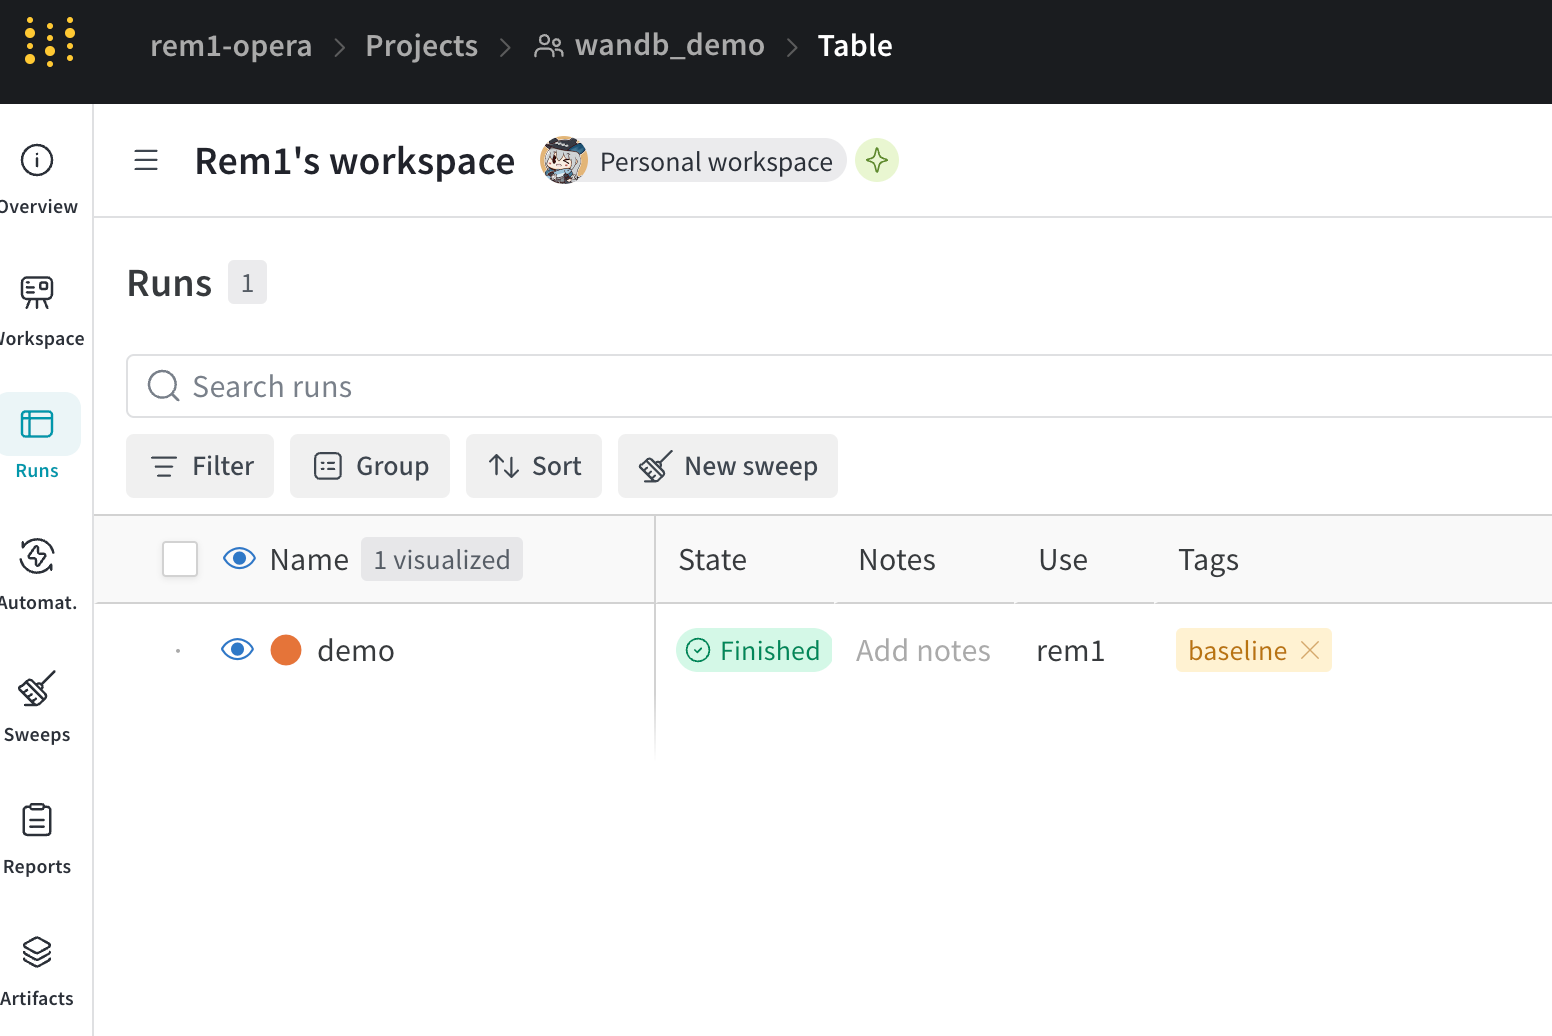 rem1-opera > Projects > wandb_demo > Table
Rem1's workspace Personal workspace
Overview
Runs 1
Workspace
Search runs
Runs
Filter Group Sort New sweep
Name 1 visualized State Notes Use Tags
Automat.
demo Finished Add notes rem1 baseline
Sweeps
Reports
Artifacts